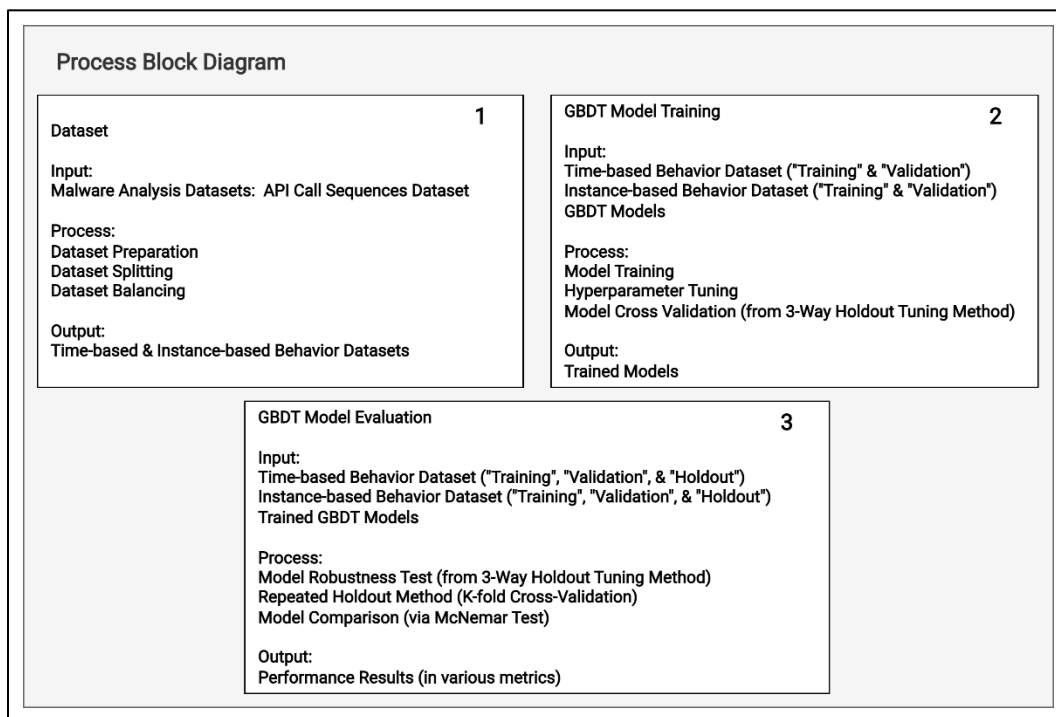 Process Block Diagram
1
Dataset
Input:
Malware Analysis Datasets: API Call Sequences Dataset
Process:
Dataset Preparation
Dataset Splitting
Dataset Balancing
Output:
Time-based & Instance-based Behavior Datasets
GBDT Model Training
2
Input:
Time-based Behavior Dataset ("Training" & "Validation")
Instance-based Behavior Dataset ("Training" & "Validation")
GBDT Models
Process:
Model Training
Hyperparameter Tuning
Model Cross Validation (from 3-Way Holdout Tuning Method)
Output:
Trained Models
GBDT Model Evaluation
3
Input:
Time-based Behavior Dataset ("Training", "Validation", & "Holdout")
Instance-based Behavior Dataset ("Training", "Validation", & "Holdout")
Trained GBDT Models
Process:
Model Robustness Test (from 3-Way Holdout Tuning Method)
Repeated Holdout Method (K-fold Cross-Validation)
Model Comparison (via McNemar Test)
Output:
Performance Results (in various metrics)